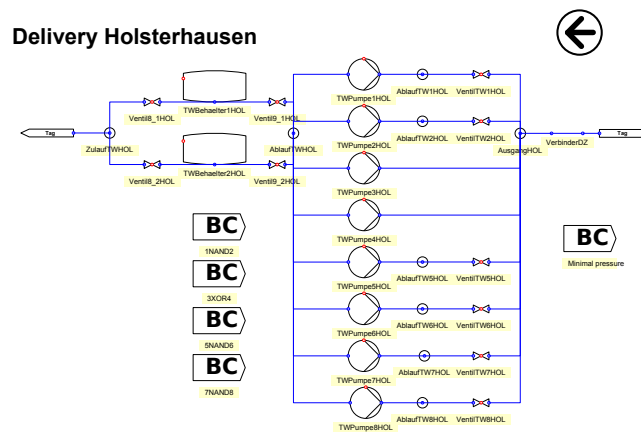 Delivery Holsterhausen
TWPumpe1HOL
AblaufTW1HOL
VentilTW1HOL
Ventil8_1HOL
TWBehaelter1HOL
Ventil9_1HOL
TWPumpe2HOL
AblaufTW2HOL
VentilTW2HOL
Tag
ZulaufTWHOL
AblaufTWHOL
AusgangHOL
VerbinderDZ
Tag
Ventil8_2HOL
TWBehaelter2HOL
Ventil9_2HOL
TWPumpe3HOL
BC
1NAND2
TWPumpe4HOL
BC
Minimal pressure
BC
3XOR4
TWPumpe5HOL
AblaufTW5HOL
VentilTW5HOL
BC
5NAND6
TWPumpe6HOL
AblaufTW6HOL
VentilTW6HOL
BC
7NAND8
TWPumpe7HOL
AblaufTW7HOL
VentilTW7HOL
TWPumpe8HOL
AblaufTW8HOL
VentilTW8HOL